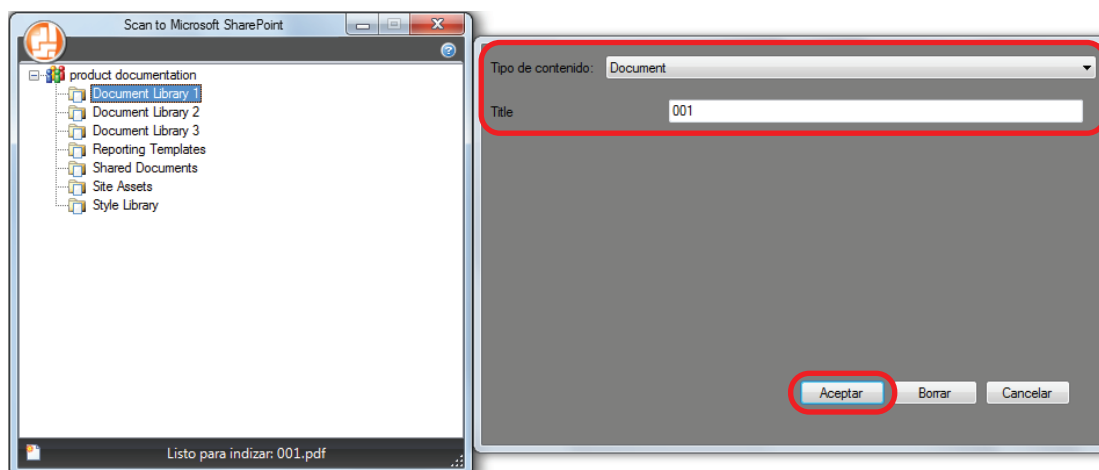 Scan to Microsoft SharePoint
product documentation
Document Library 1
Document Library 2
Document Library 3
Reporting Templates
Shared Documents
Site Assets
Style Library
Listo para indizar: 001.pdf
Tipo de contenido: Document
Title 001
Aceptar Borrar Cancelar